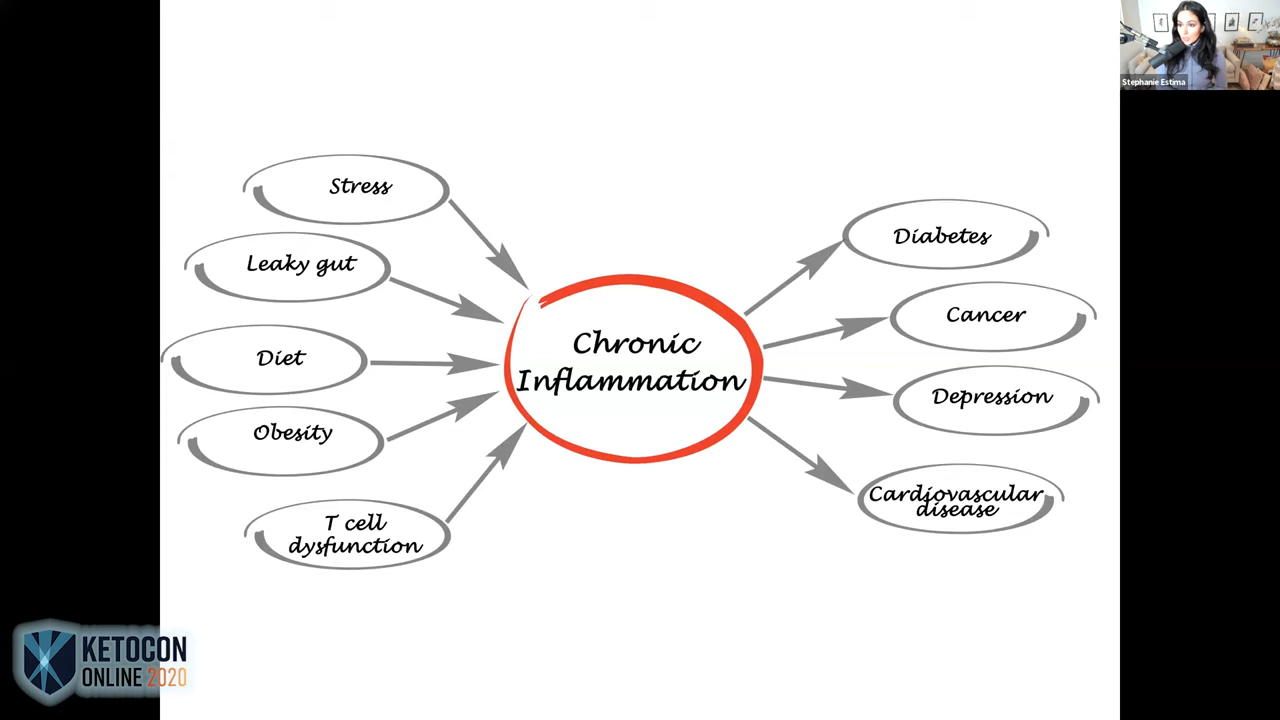 Stephanie Estima
Stress
Leaky gut
Diet
Obesity
T cell
dysfunction
Chronic
Inflammation
Diabetes
Cancer
Depression
Cardiovascular
disease
KETOCON
ONLINE 2020